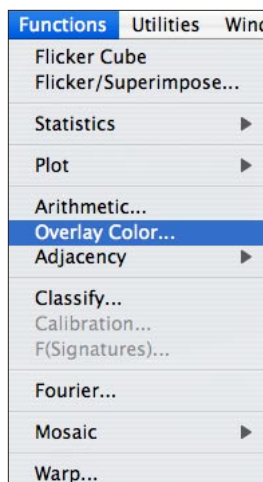 Functions Utilities
Flicker Cube
Flicker/Superimpose...
Statistics
Plot
Arithmetic...
Overlay Color...
Adjacency
Classify...
Calibration...
F(Signatures)...
Fourier...
Mosaic
Warp...